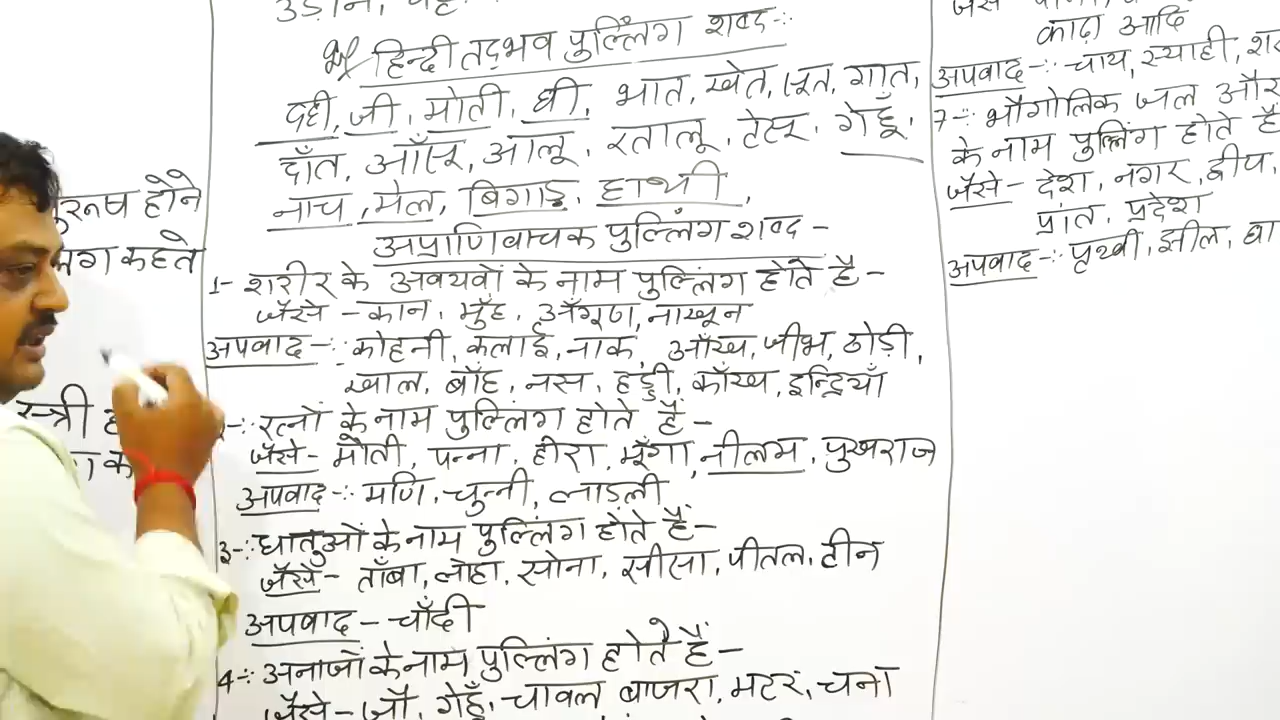 पुरूष होने
कहते
स्त्री
हिन्दी तद्भव पुल्लिंग शब्द-:
दही, जी, मोती, घी, भात, खेत, सूत, गात,
दाँत, आँसू, आलू, रतालू, टेसू, गेहूँ,
नाच, मेल, बिगाड़, हाथी,
अप्राणिवाचक पुल्लिंग शब्द -
1- शरीर के अवयवों के नाम पुल्लिंग होते है -
जैसे - कान, मुँह, अँगूठा, नाखून
अपवाद -: कोहनी, कलाई, नाक, आँख, जीभ, ठोड़ी,
खाल, बाँह, नस, हड्डी, काँख, इन्द्रियाँ
रत्नों के नाम पुल्लिंग होते है -
जैसे - मोती, पन्ना, हीरा, मूँगा, नीलम, पुखराज
अपवाद -: मणि, चुन्नी, लाड़ली
3-: धातुओं के नाम पुल्लिंग होते हैं -
जैसे - ताँबा, लोहा, सोना, सीसा, पीतल, टीन
अपवाद - चाँदी
4-: अनाजों के नाम पुल्लिंग होते हैं -
जैसे - जौ, गेहूँ, चावल, बाजरा, मटर, चना
जैसे
काढ़ा आदि
अपवाद -: चाय, स्याही,
7-: भौगोलिक जल और
के नाम पुल्लिंग होते है
जैसे - देश, नगर, द्वीप,
प्रांत, प्रदेश
अपवाद -: पृथ्वी, झील,